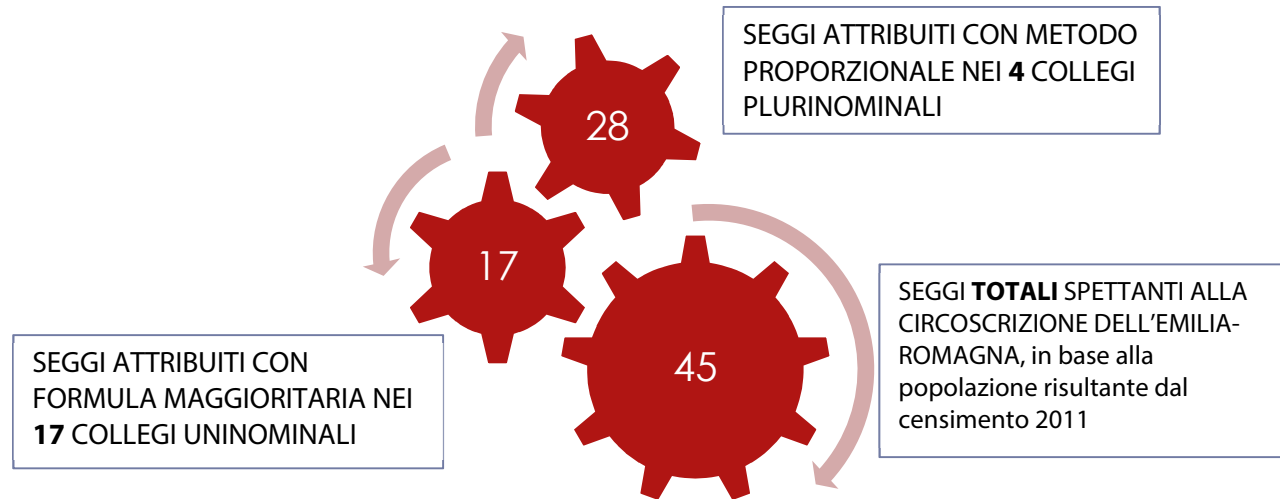 SEGGI ATTRIBUITI CON METODO
PROPORZIONALE NEI 4 COLLEGI
PLURINOMINALI
28
17
45
SEGGI TOTALI SPETTANTI ALLA
CIRCOSCRIZIONE DELL’EMILIA-
ROMAGNA, in base alla
popolazione risultante dal
censimento 2011
SEGGI ATTRIBUITI CON
FORMULA MAGGIORITARIA NEI
17 COLLEGI UNINOMINALI